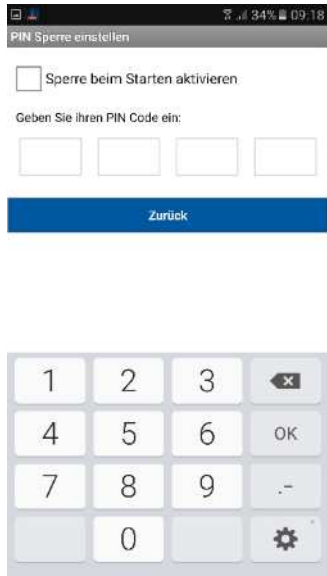 34% 09:18
PIN Sperre einstellen
Sperre beim Starten aktivieren
Geben Sie ihren PIN Code ein:
Zurück
1 2 3
4 5 6 OK
7 8 9 .-
0